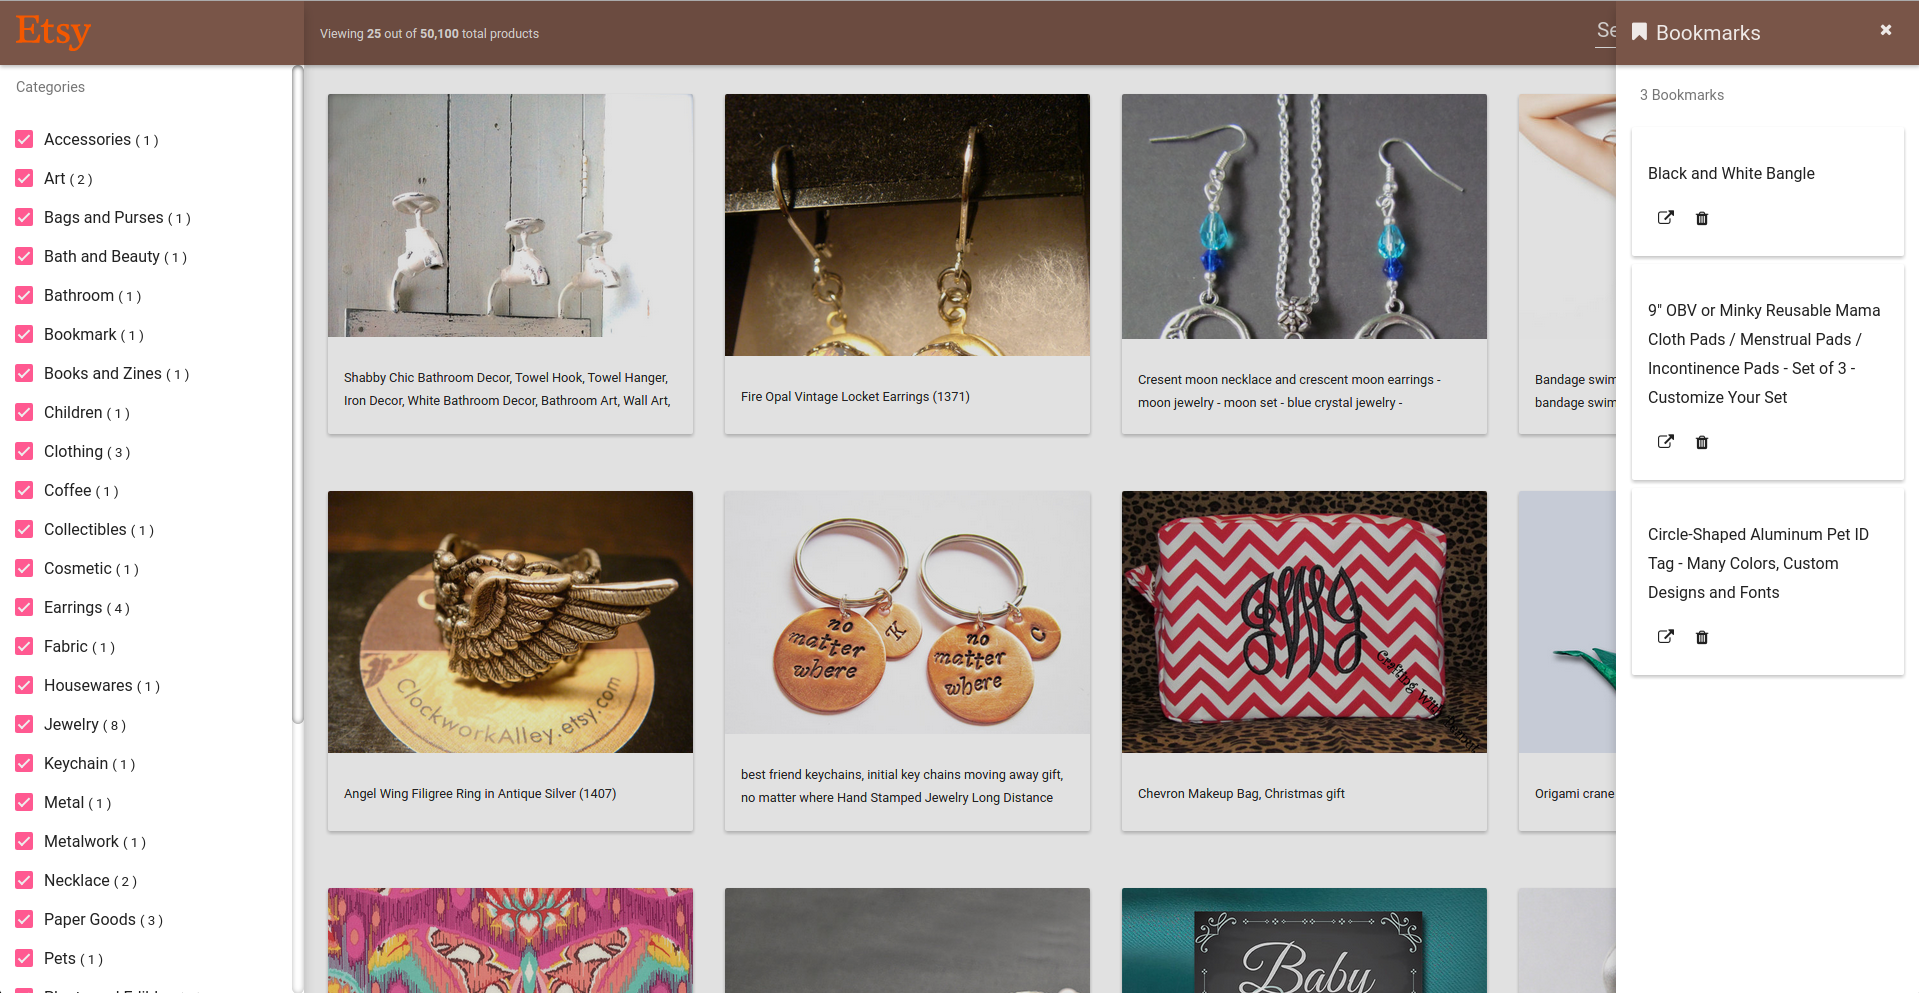 Etsy
Viewing 25 out of 50,100 total products
Se
Bookmarks
Categories
Accessories ( 1 )
Art ( 2 )
Bags and Purses ( 1 )
Bath and Beauty ( 1 )
Bathroom ( 1 )
Bookmark ( 1 )
Books and Zines ( 1 )
Children ( 1 )
Clothing ( 3 )
Coffee ( 1 )
Collectibles ( 1 )
Cosmetic ( 1 )
Earrings ( 4 )
Fabric ( 1 )
Housewares ( 1 )
Jewelry ( 8 )
Keychain ( 1 )
Metal ( 1 )
Metalwork ( 1 )
Necklace ( 2 )
Paper Goods ( 3 )
Pets ( 1 )
Shabby Chic Bathroom Decor, Towel Hook, Towel Hanger,
Iron Decor, White Bathroom Decor, Bathroom Art, Wall Art,
Fire Opal Vintage Locket Earrings (1371)
Cresent moon necklace and crescent moon earrings -
moon jewelry - moon set - blue crystal jewelry -
Bandage swim
bandage swim
ClockworkAlley.etsy.com
Angel Wing Filigree Ring in Antique Silver (1407)
no
matter
where
K
no
matter
where
C
best friend keychains, initial key chains moving away gift,
no matter where Hand Stamped Jewelry Long Distance
Crafting With
Chevron Makeup Bag, Christmas gift
Origami crane
Baby
3 Bookmarks
Black and White Bangle
9" OBV or Minky Reusable Mama
Cloth Pads / Menstrual Pads /
Incontinence Pads - Set of 3 -
Customize Your Set
Circle-Shaped Aluminum Pet ID
Tag - Many Colors, Custom
Designs and Fonts